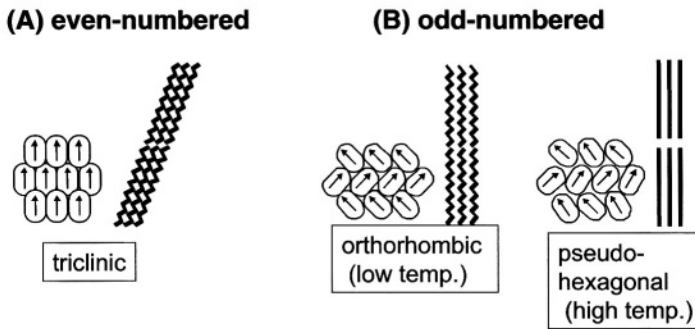 (A) even-numbered
(B) odd-numbered
triclinic
orthorhombic
(low temp.)
pseudo-
hexagonal
(high temp.)